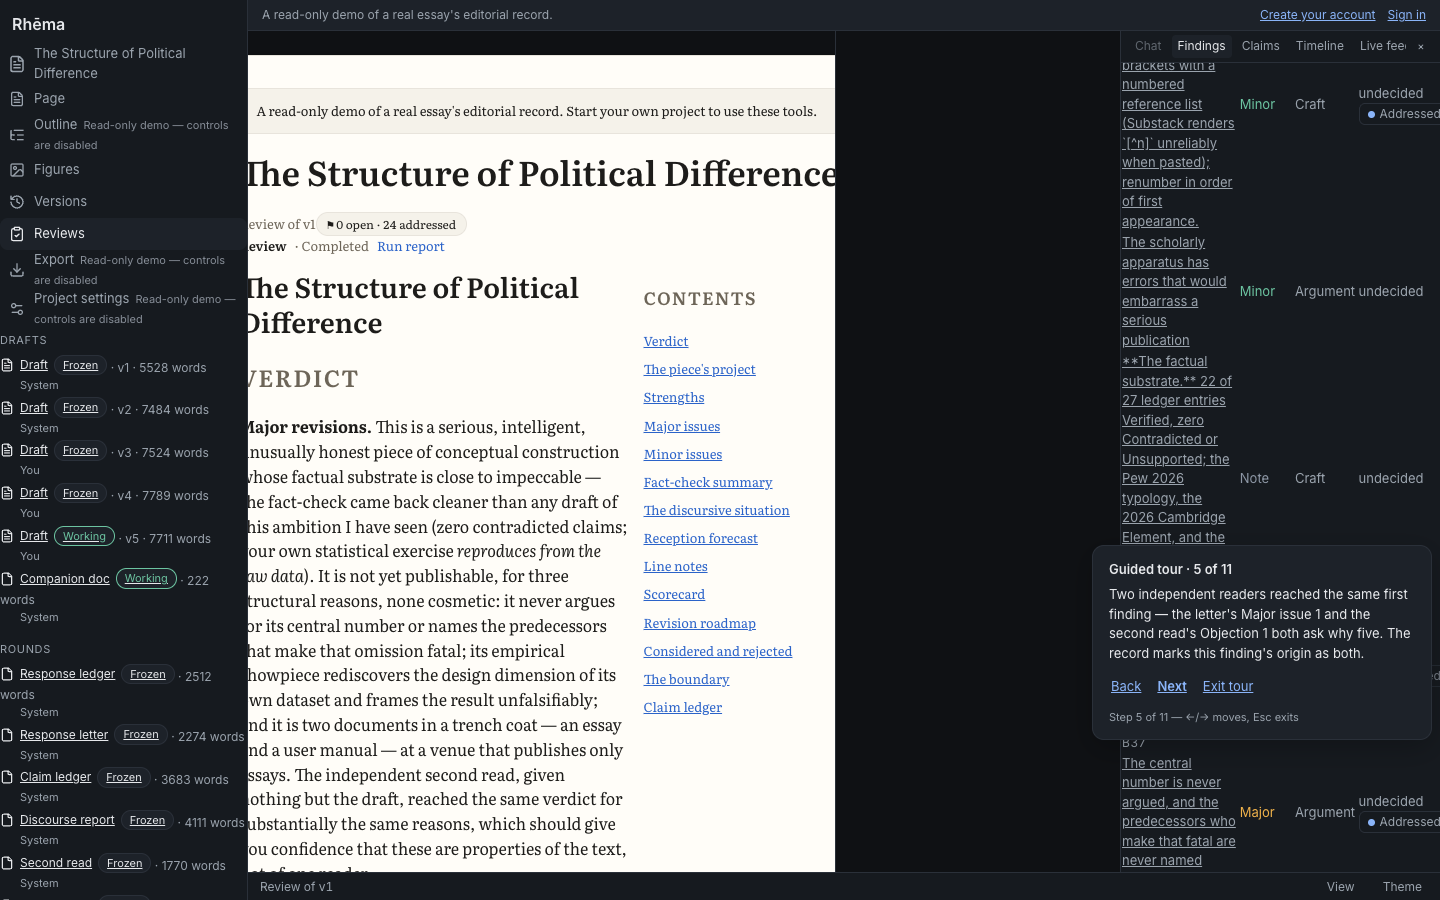 Rhēma
The Structure of Political
Difference
Page
Outline Read-only demo — controls
are disabled
Figures
Versions
Reviews
Export Read-only demo — controls
are disabled
Project settings Read-only demo —
controls are disabled
DRAFTS
Draft Frozen · v1 · 5528 words
System
Draft Frozen · v2 · 7484 words
System
Draft Frozen · v3 · 7524 words
You
Draft Frozen · v4 · 7789 words
You
Draft Working · v5 · 7711 words
You
Companion doc Working · 222
words
System
ROUNDS
Response ledger Frozen · 2512
words
System
Response letter Frozen · 2274 words
System
Claim ledger Frozen · 3683 words
System
Discourse report Frozen · 4111 words
System
Second read Frozen · 1770 words
System
A read-only demo of a real essay's editorial record.
Create your account Sign in
A read-only demo of a real essay's editorial record. Start your own project to use these tools.
The Structure of Political Difference
eview of v1 ⚑ 0 open · 24 addressed
eview · Completed Run report
The Structure of Political
Difference
VERDICT
Major revisions. This is a serious, intelligent,
nusually honest piece of conceptual construction
whose factual substrate is close to impeccable —
he fact-check came back cleaner than any draft of
his ambition I have seen (zero contradicted claims;
your own statistical exercise reproduces from the
aw data). It is not yet publishable, for three
tructural reasons, none cosmetic: it never argues
or its central number or names the predecessors
hat make that omission fatal; its empirical
howpiece rediscovers the design dimension of its
wn dataset and frames the result unfalsifiably;
nd it is two documents in a trench coat — an essay
nd a user manual — at a venue that publishes only
ssays. The independent second read, given
othing but the draft, reached the same verdict for
ubstantially the same reasons, which should give
you confidence that these are properties of the text,
CONTENTS
Verdict
The piece's project
Strengths
Major issues
Minor issues
Fact-check summary
The discursive situation
Reception forecast
Line notes
Scorecard
Revision roadmap
Considered and rejected
The boundary
Claim ledger
Chat Findings Claims Timeline Live fee ×
brackets with a
numbered
reference list
(Substack renders
`[^n]` unreliably
when pasted);
renumber in order
of first
appearance.
Minor Craft undecided
Addressed
The scholarly
apparatus has
errors that would
embarrass a
serious
publication
Minor Argument undecided
**The factual
substrate.** 22 of
27 ledger entries
Verified, zero
Contradicted or
Unsupported; the
Pew 2026
typology, the
2026 Cambridge
Element, and the
Note Craft undecided
Guided tour · 5 of 11
Two independent readers reached the same first
finding — the letter's Major issue 1 and the
second read's Objection 1 both ask why five. The
record marks this finding's origin as both.
Back Next Exit tour
Step 5 of 11 — ←/→ moves, Esc exits
B37
The central
number is never
argued, and the
predecessors who
make that fatal are
never named
Major Argument undecided
Addressed
Review of v1
View Theme